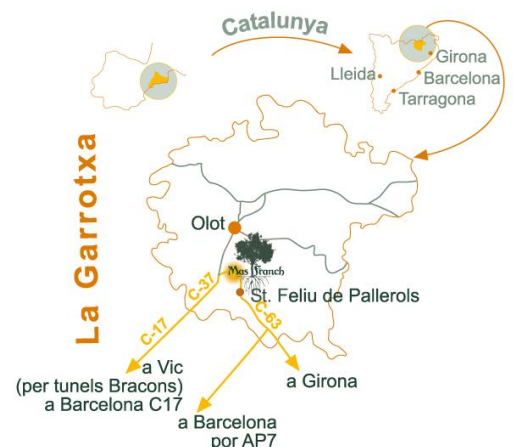 Catalunya
Girona
Lleida
Barcelona
Tarragona
La Garrotxa
Olot
Mas Franch
C-37
St. Feliu de Pallerols
C-63
C-17
a Vic
(per tunels Bracons)
a Barcelona C17
a Girona
a Barcelona
por AP7